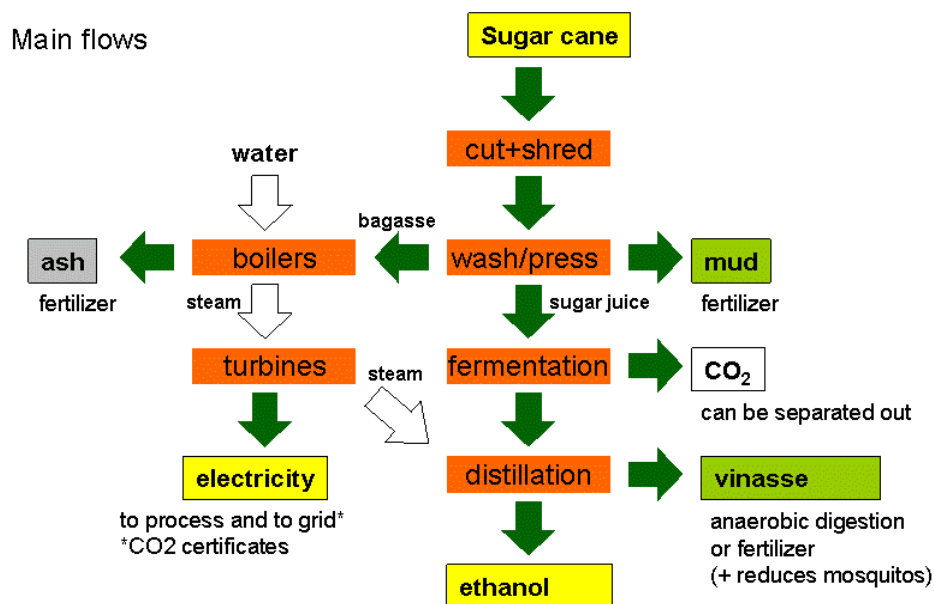 Main flows
Sugar cane
cut+shred
water
bagasse
ash
boilers
wash/press
mud
fertilizer
steam
sugar juice
fertilizer
turbines
steam
fermentation
CO₂
can be separated out
electricity
distillation
vinasse
to process and to grid*
*CO2 certificates
anaerobic digestion
or fertilizer
(+ reduces mosquitos)
ethanol